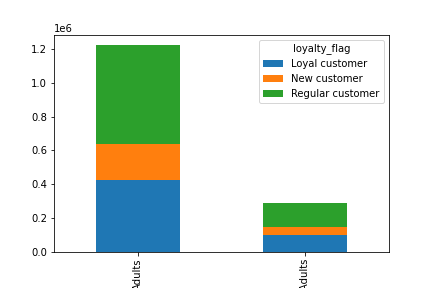 1e6
1.2
1.0
0.8
0.6
0.4
0.2
0.0
loyalty_flag
Loyal customer
New customer
Regular customer
Adults
Adults